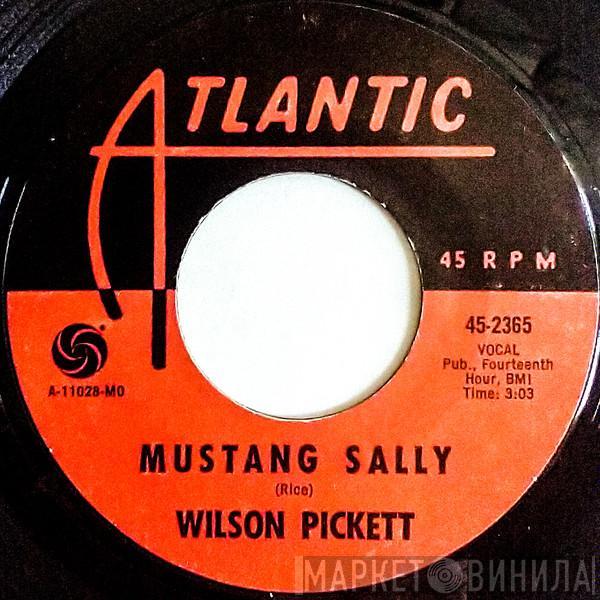 ATLANTIC
45 RPM
45-2365
VOCAL
Pub., Fourteenth
Hour, BMI
Time: 3:03
A-11028-MO
MUSTANG SALLY
(Rice)
WILSON PICKETT
МАРКЕТ ВИНИЛА